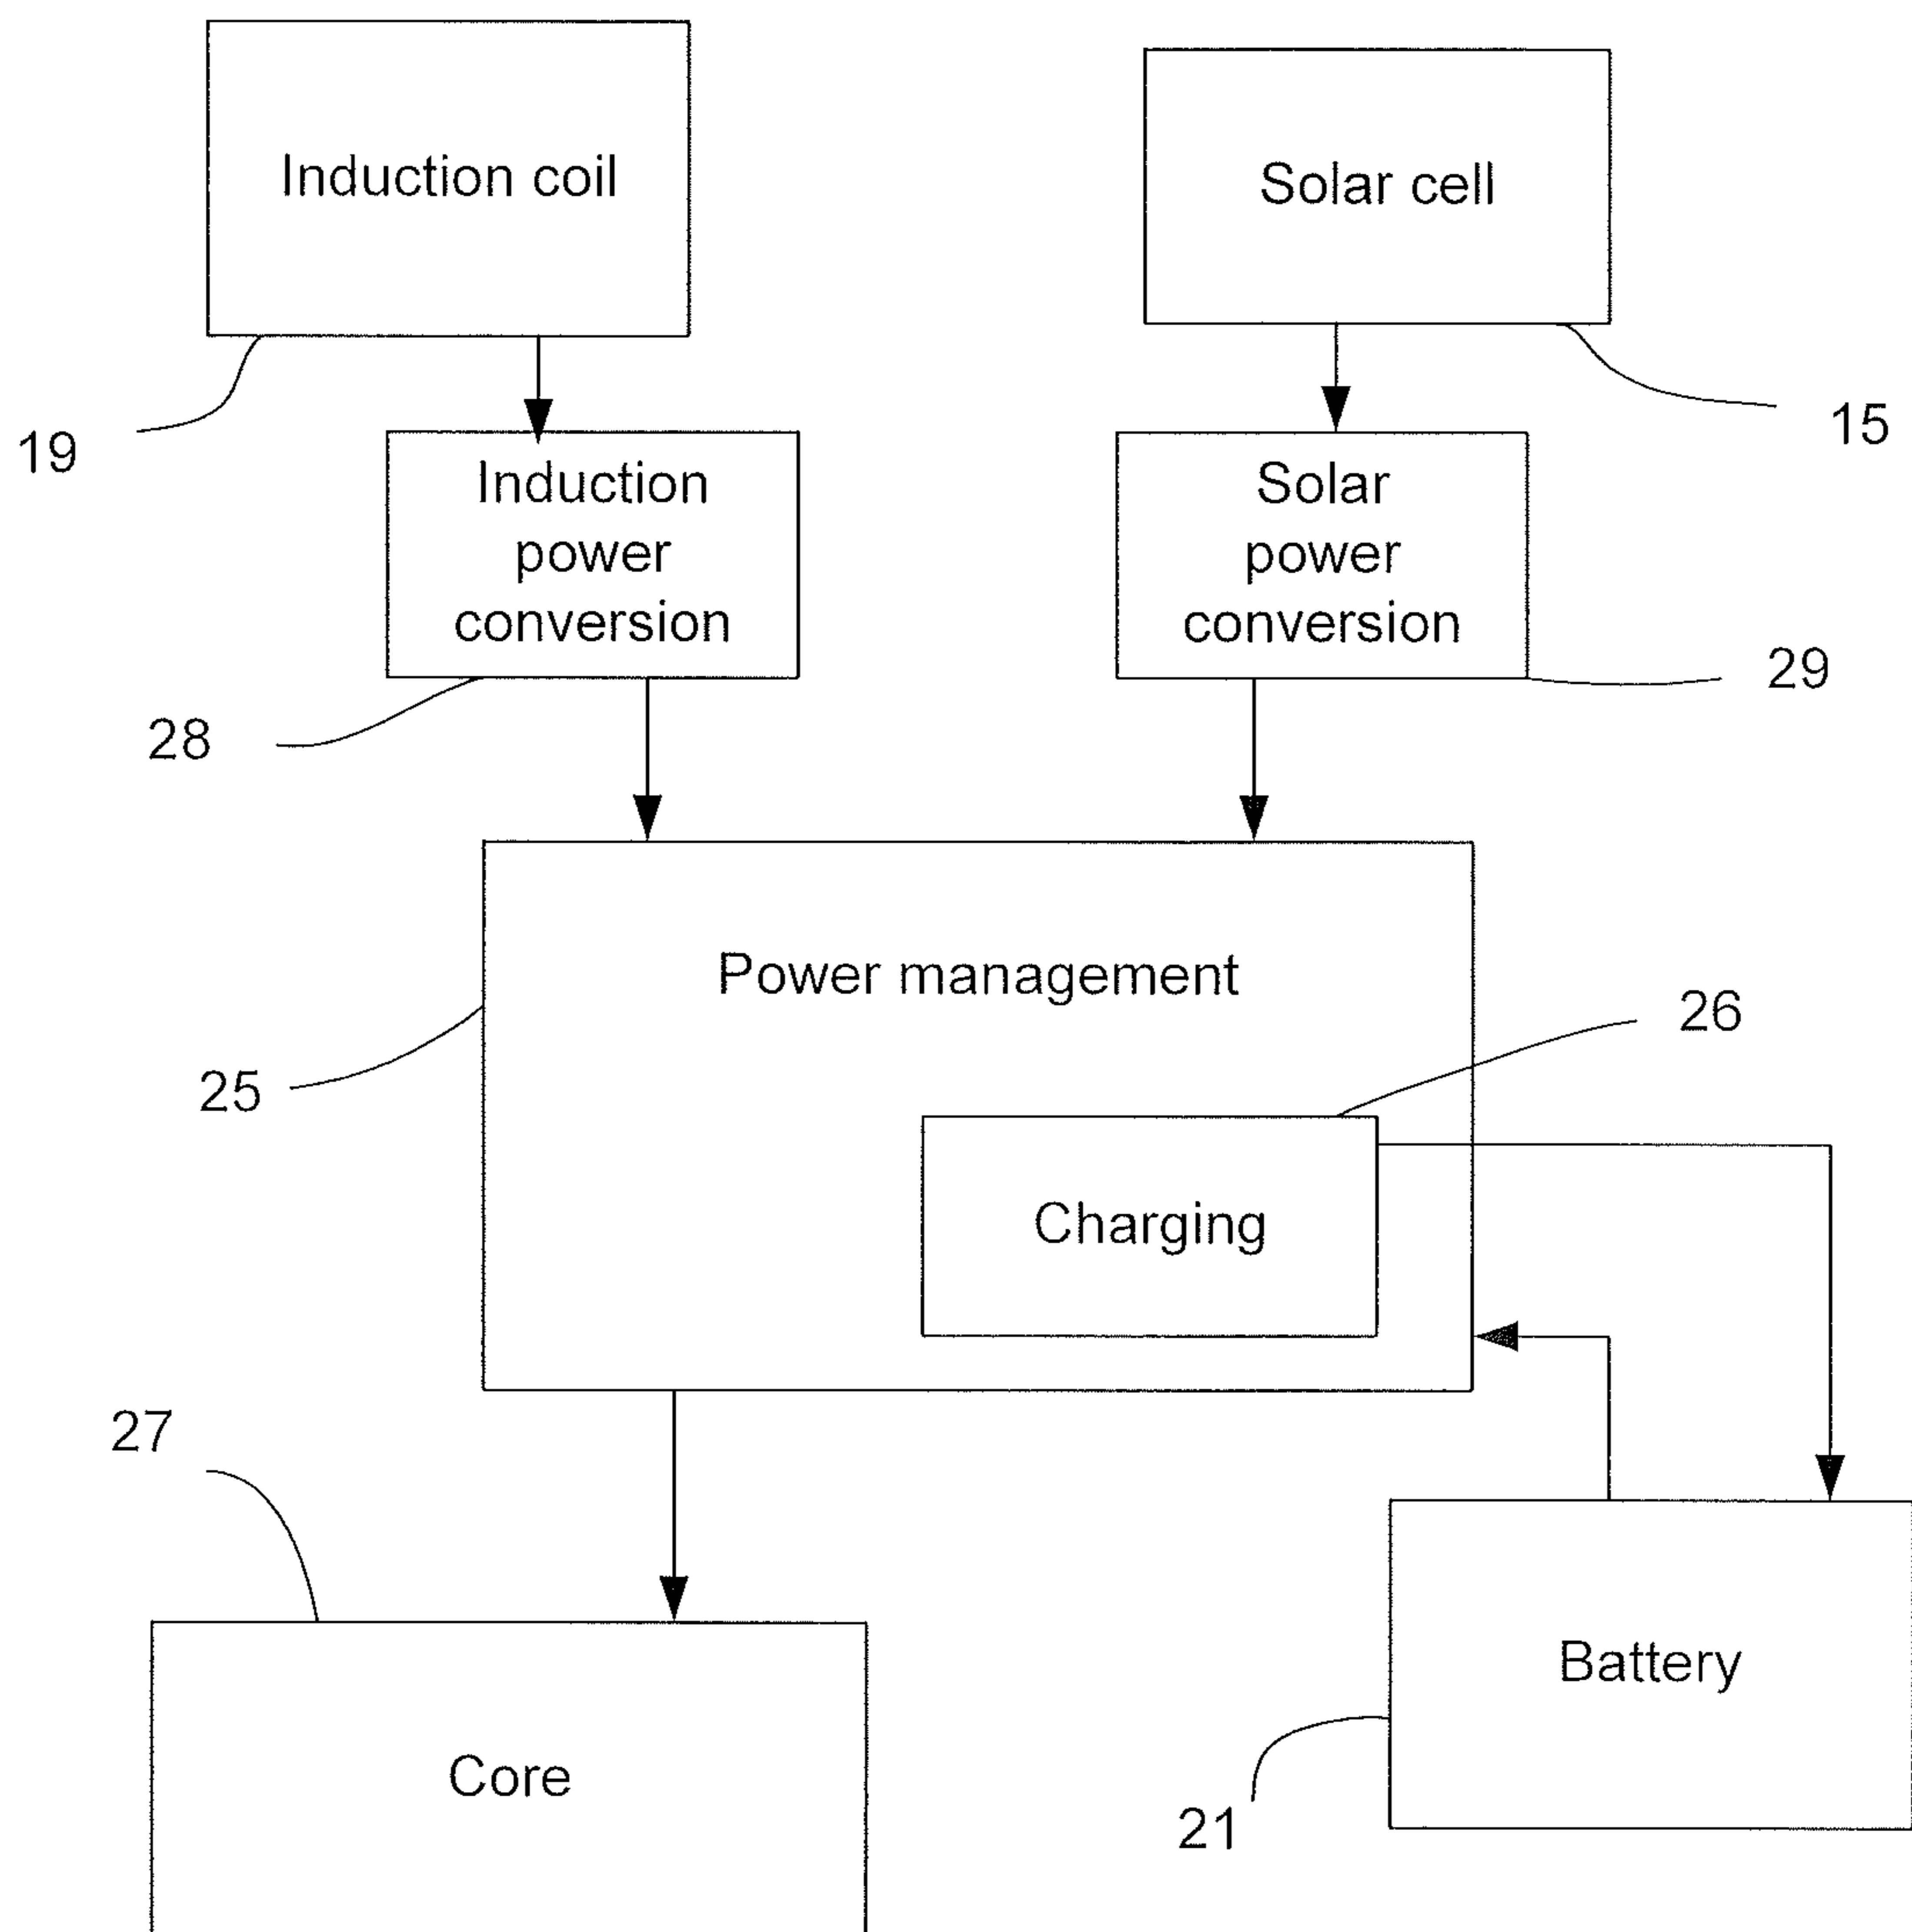 Induction coil
Solar cell
19
15
Induction
power
conversion
Solar
power
conversion
29
28
Power management
26
25
Charging
27
Battery
Core
21